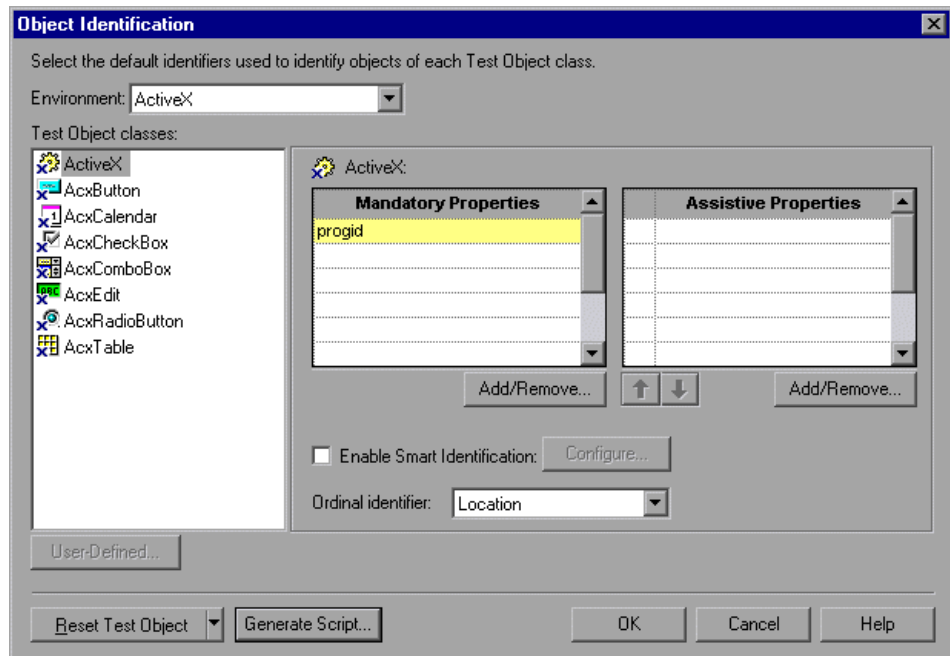 Object Identification
Select the default identifiers used to identify objects of each Test Object class.
Environment: ActiveX
Test Object classes:
ActiveX
AcxButton
AcxCalendar
AcxCheckBox
AcxComboBox
AcxEdit
AcxRadioButton
AcxTable
ActiveX:
Mandatory Properties
progid
Assistive Properties
Add/Remove...
Add/Remove...
Enable Smart Identification: Configure...
Ordinal identifier: Location
User-Defined...
Reset Test Object Generate Script... OK Cancel Help